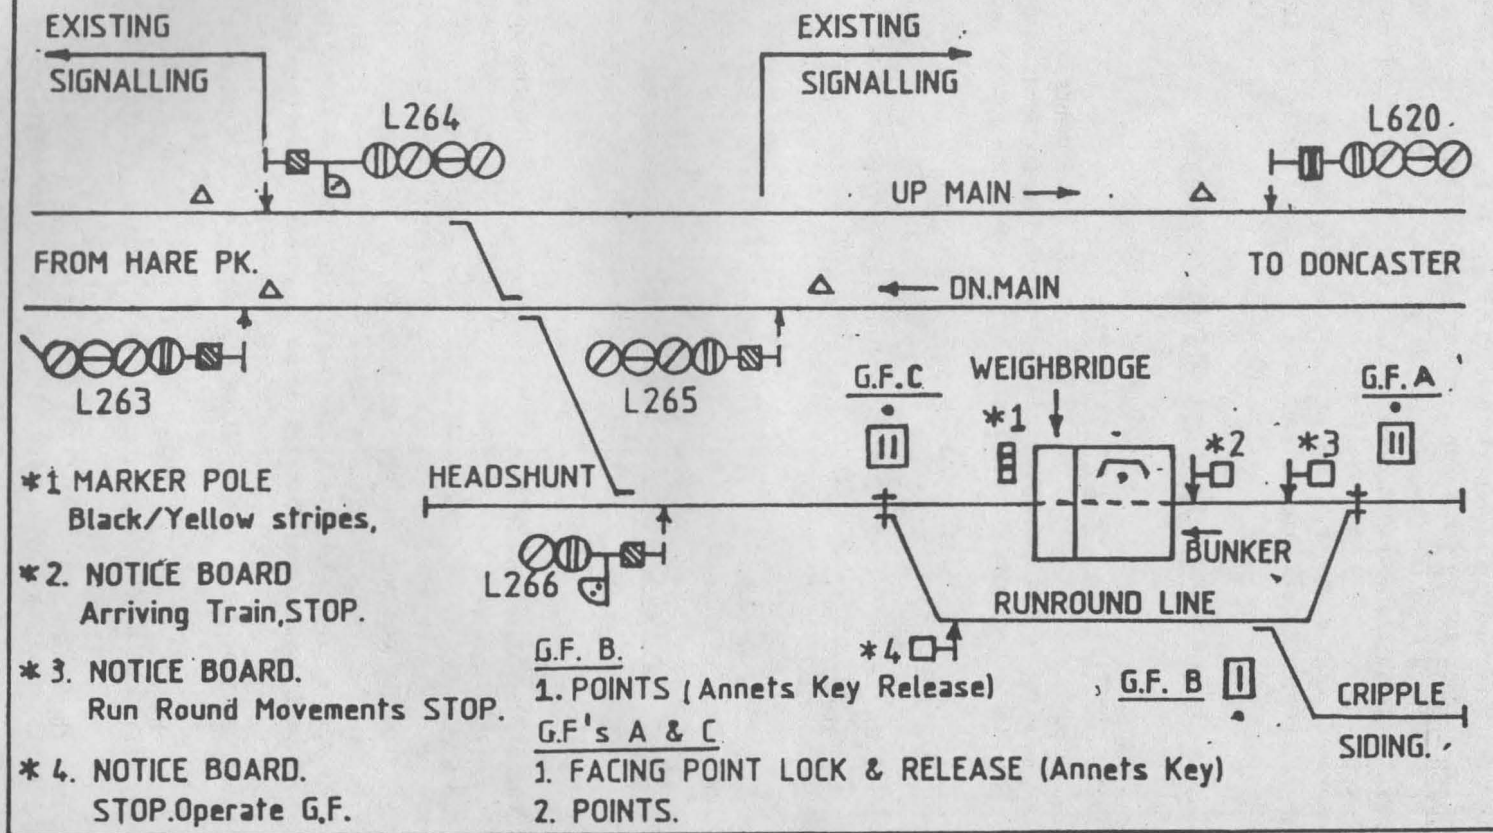 EXISTING
SIGNALLING
EXISTING
SIGNALLING
L264
L620
UP MAIN
FROM HARE PK.
TO DONCASTER
DN.MAIN
L263
L265
G.F.C
WEIGHBRIDGE
G.F.A
*1
*2
*3
HEADSHUNT
*1 MARKER POLE
Black/Yellow stripes,
BUNKER
L266
*2. NOTICE BOARD
Arriving Train,STOP.
RUNROUND LINE
*4
*3. NOTICE BOARD.
Run Round Movements STOP.
G.F. B.
1. POINTS (Annets Key Release)
G.F. B
CRIPPLE
SIDING.
G.F's A & C
1. FACING POINT LOCK & RELEASE (Annets Key)
2. POINTS.
*4. NOTICE BOARD.
STOP.Operate G.F.